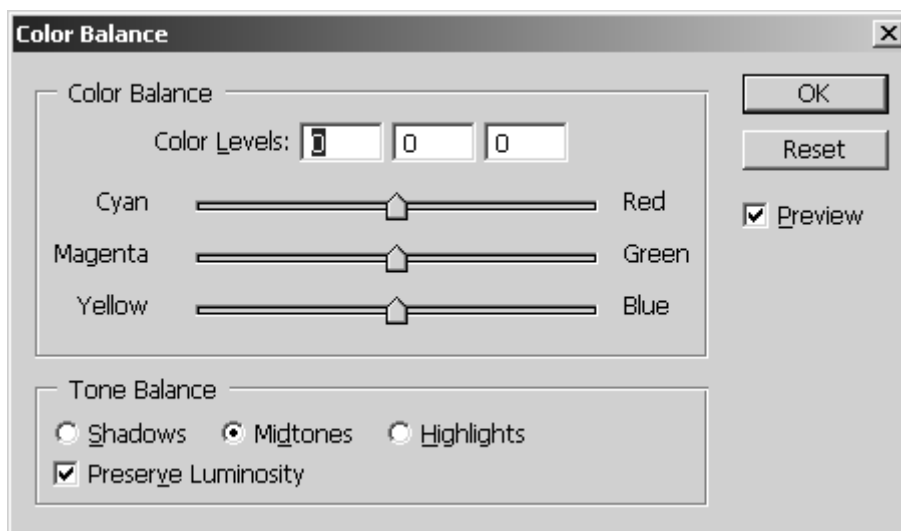 Color Balance
Color Balance
Color Levels: 0 0 0
Cyan Red
Magenta Green
Yellow Blue
Tone Balance
Shadows Midtones Highlights
Preserve Luminosity
OK
Reset
Preview